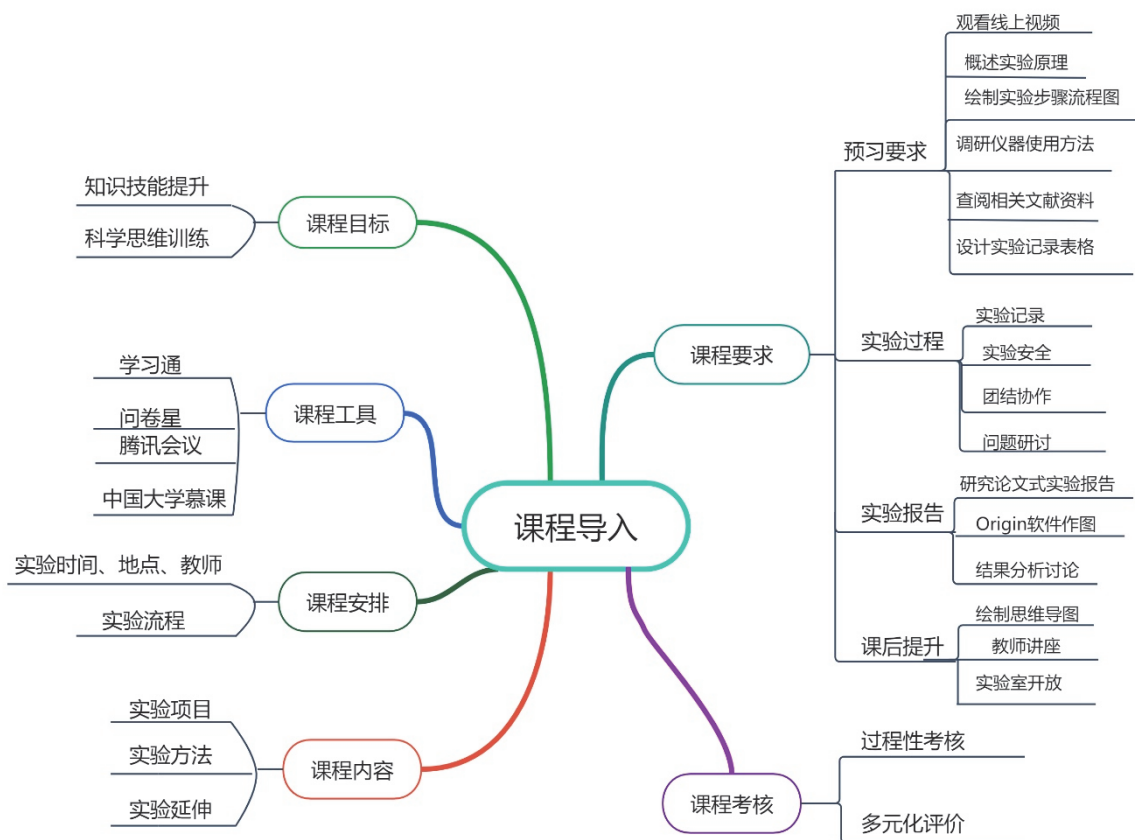 课程导入
课程目标
知识技能提升
科学思维训练
课程工具
学习通
问卷星
腾讯会议
中国大学慕课
课程安排
实验时间、地点、教师
实验流程
课程内容
实验项目
实验方法
实验延伸
课程要求
预习要求
观看线上视频
概述实验原理
绘制实验步骤流程图
调研仪器使用方法
查阅相关文献资料
设计实验记录表格
实验过程
实验记录
实验安全
团结协作
问题研讨
实验报告
研究论文式实验报告
Origin软件作图
结果分析讨论
课后提升
绘制思维导图
教师讲座
实验室开放
课程考核
过程性考核
多元化评价